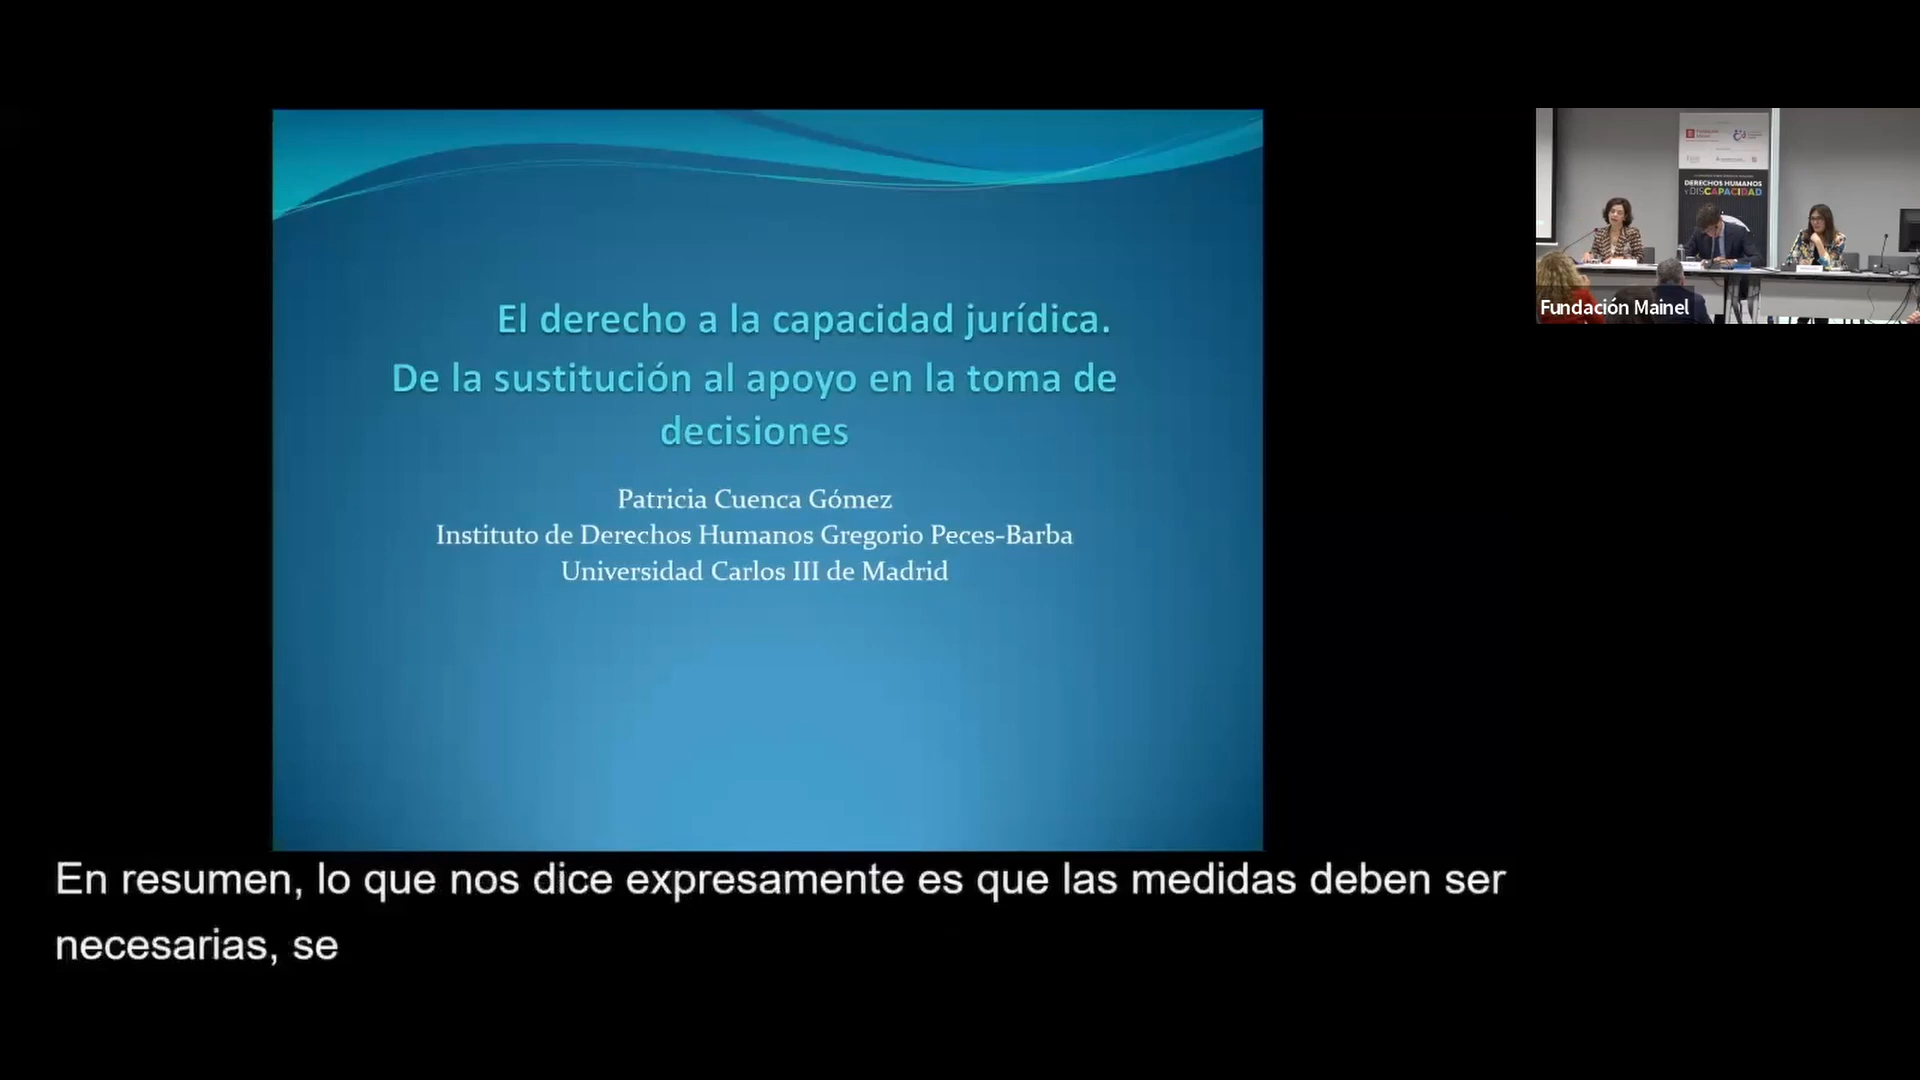 El derecho a la capacidad jurídica.
De la sustitución al apoyo en la toma de
decisiones
Patricia Cuenca Gómez
Instituto de Derechos Humanos Gregorio Peces-Barba
Universidad Carlos III de Madrid
DERECHOS HUMANOS
Y DISCAPACIDAD
Fundación Mainel
En resumen, lo que nos dice expresamente es que las medidas deben ser
necesarias, se